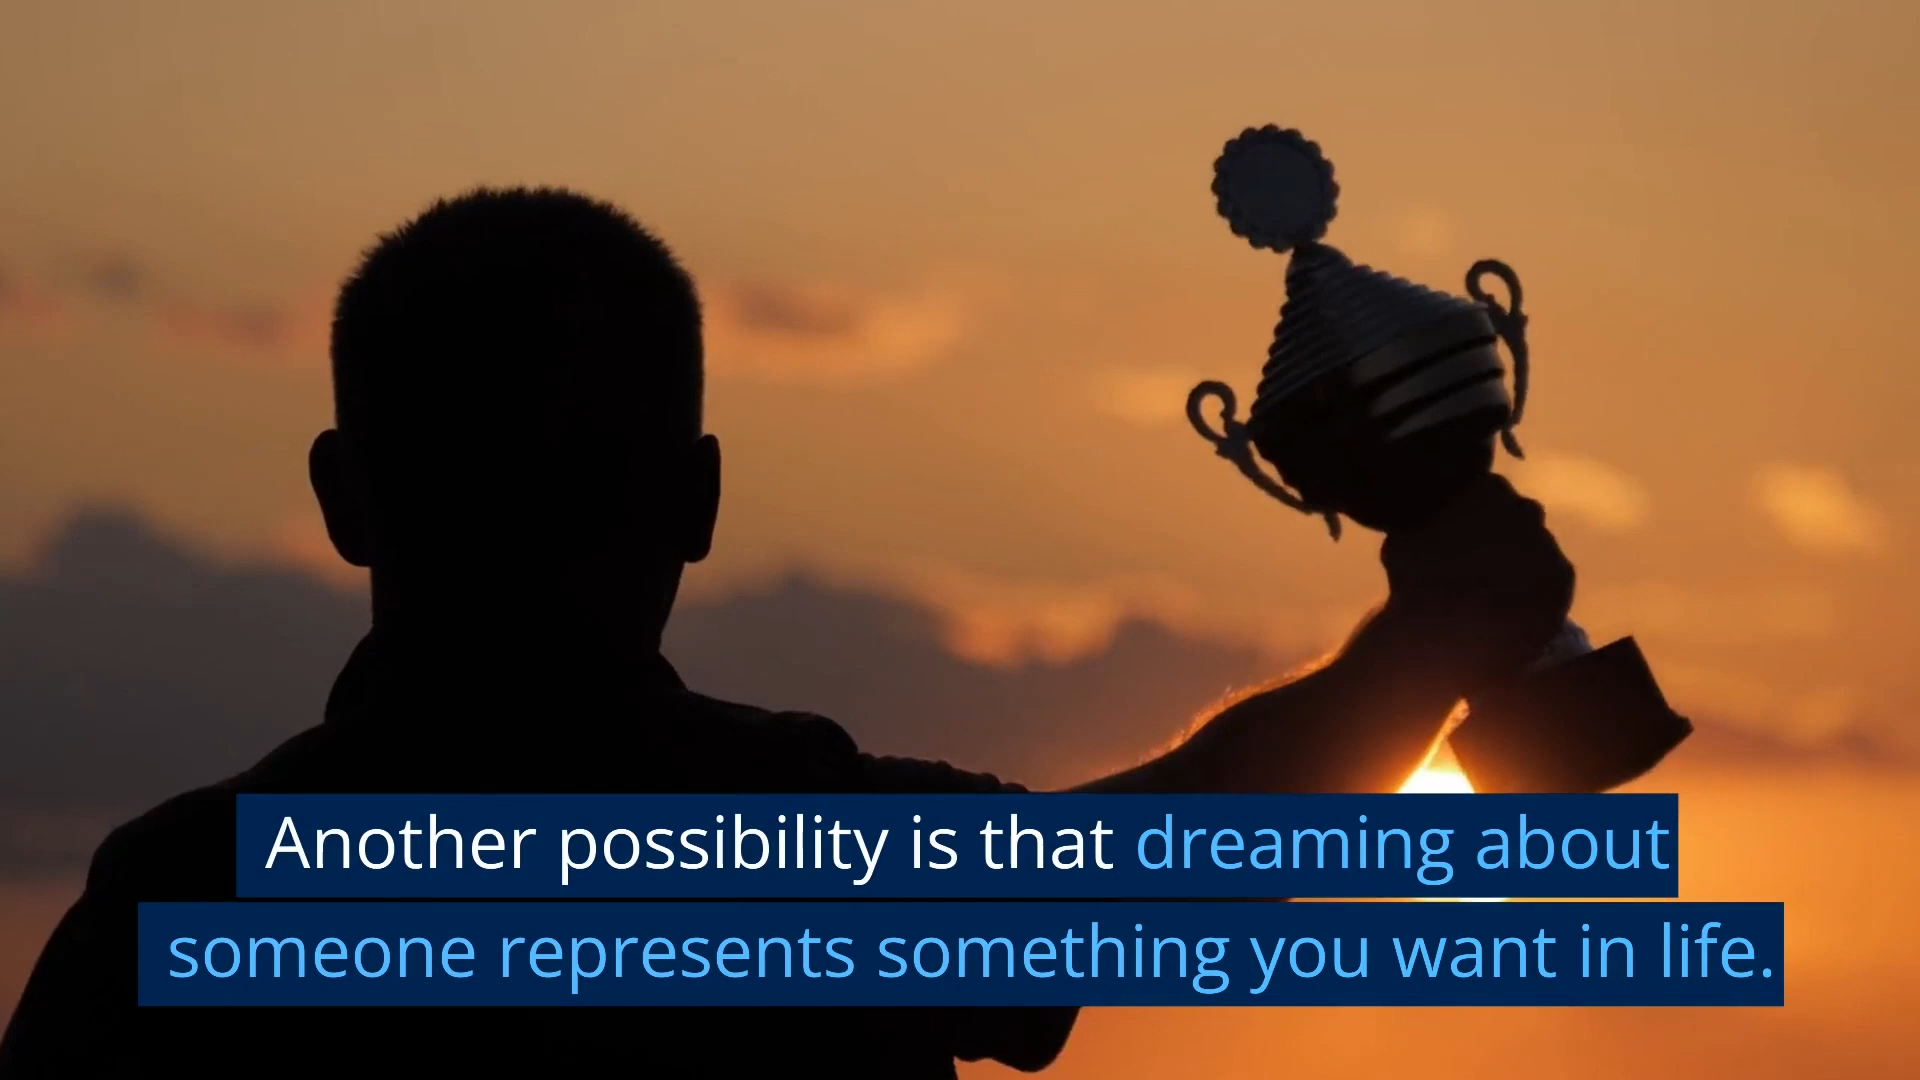 Another possibility is that dreaming about
someone represents something you want in life.